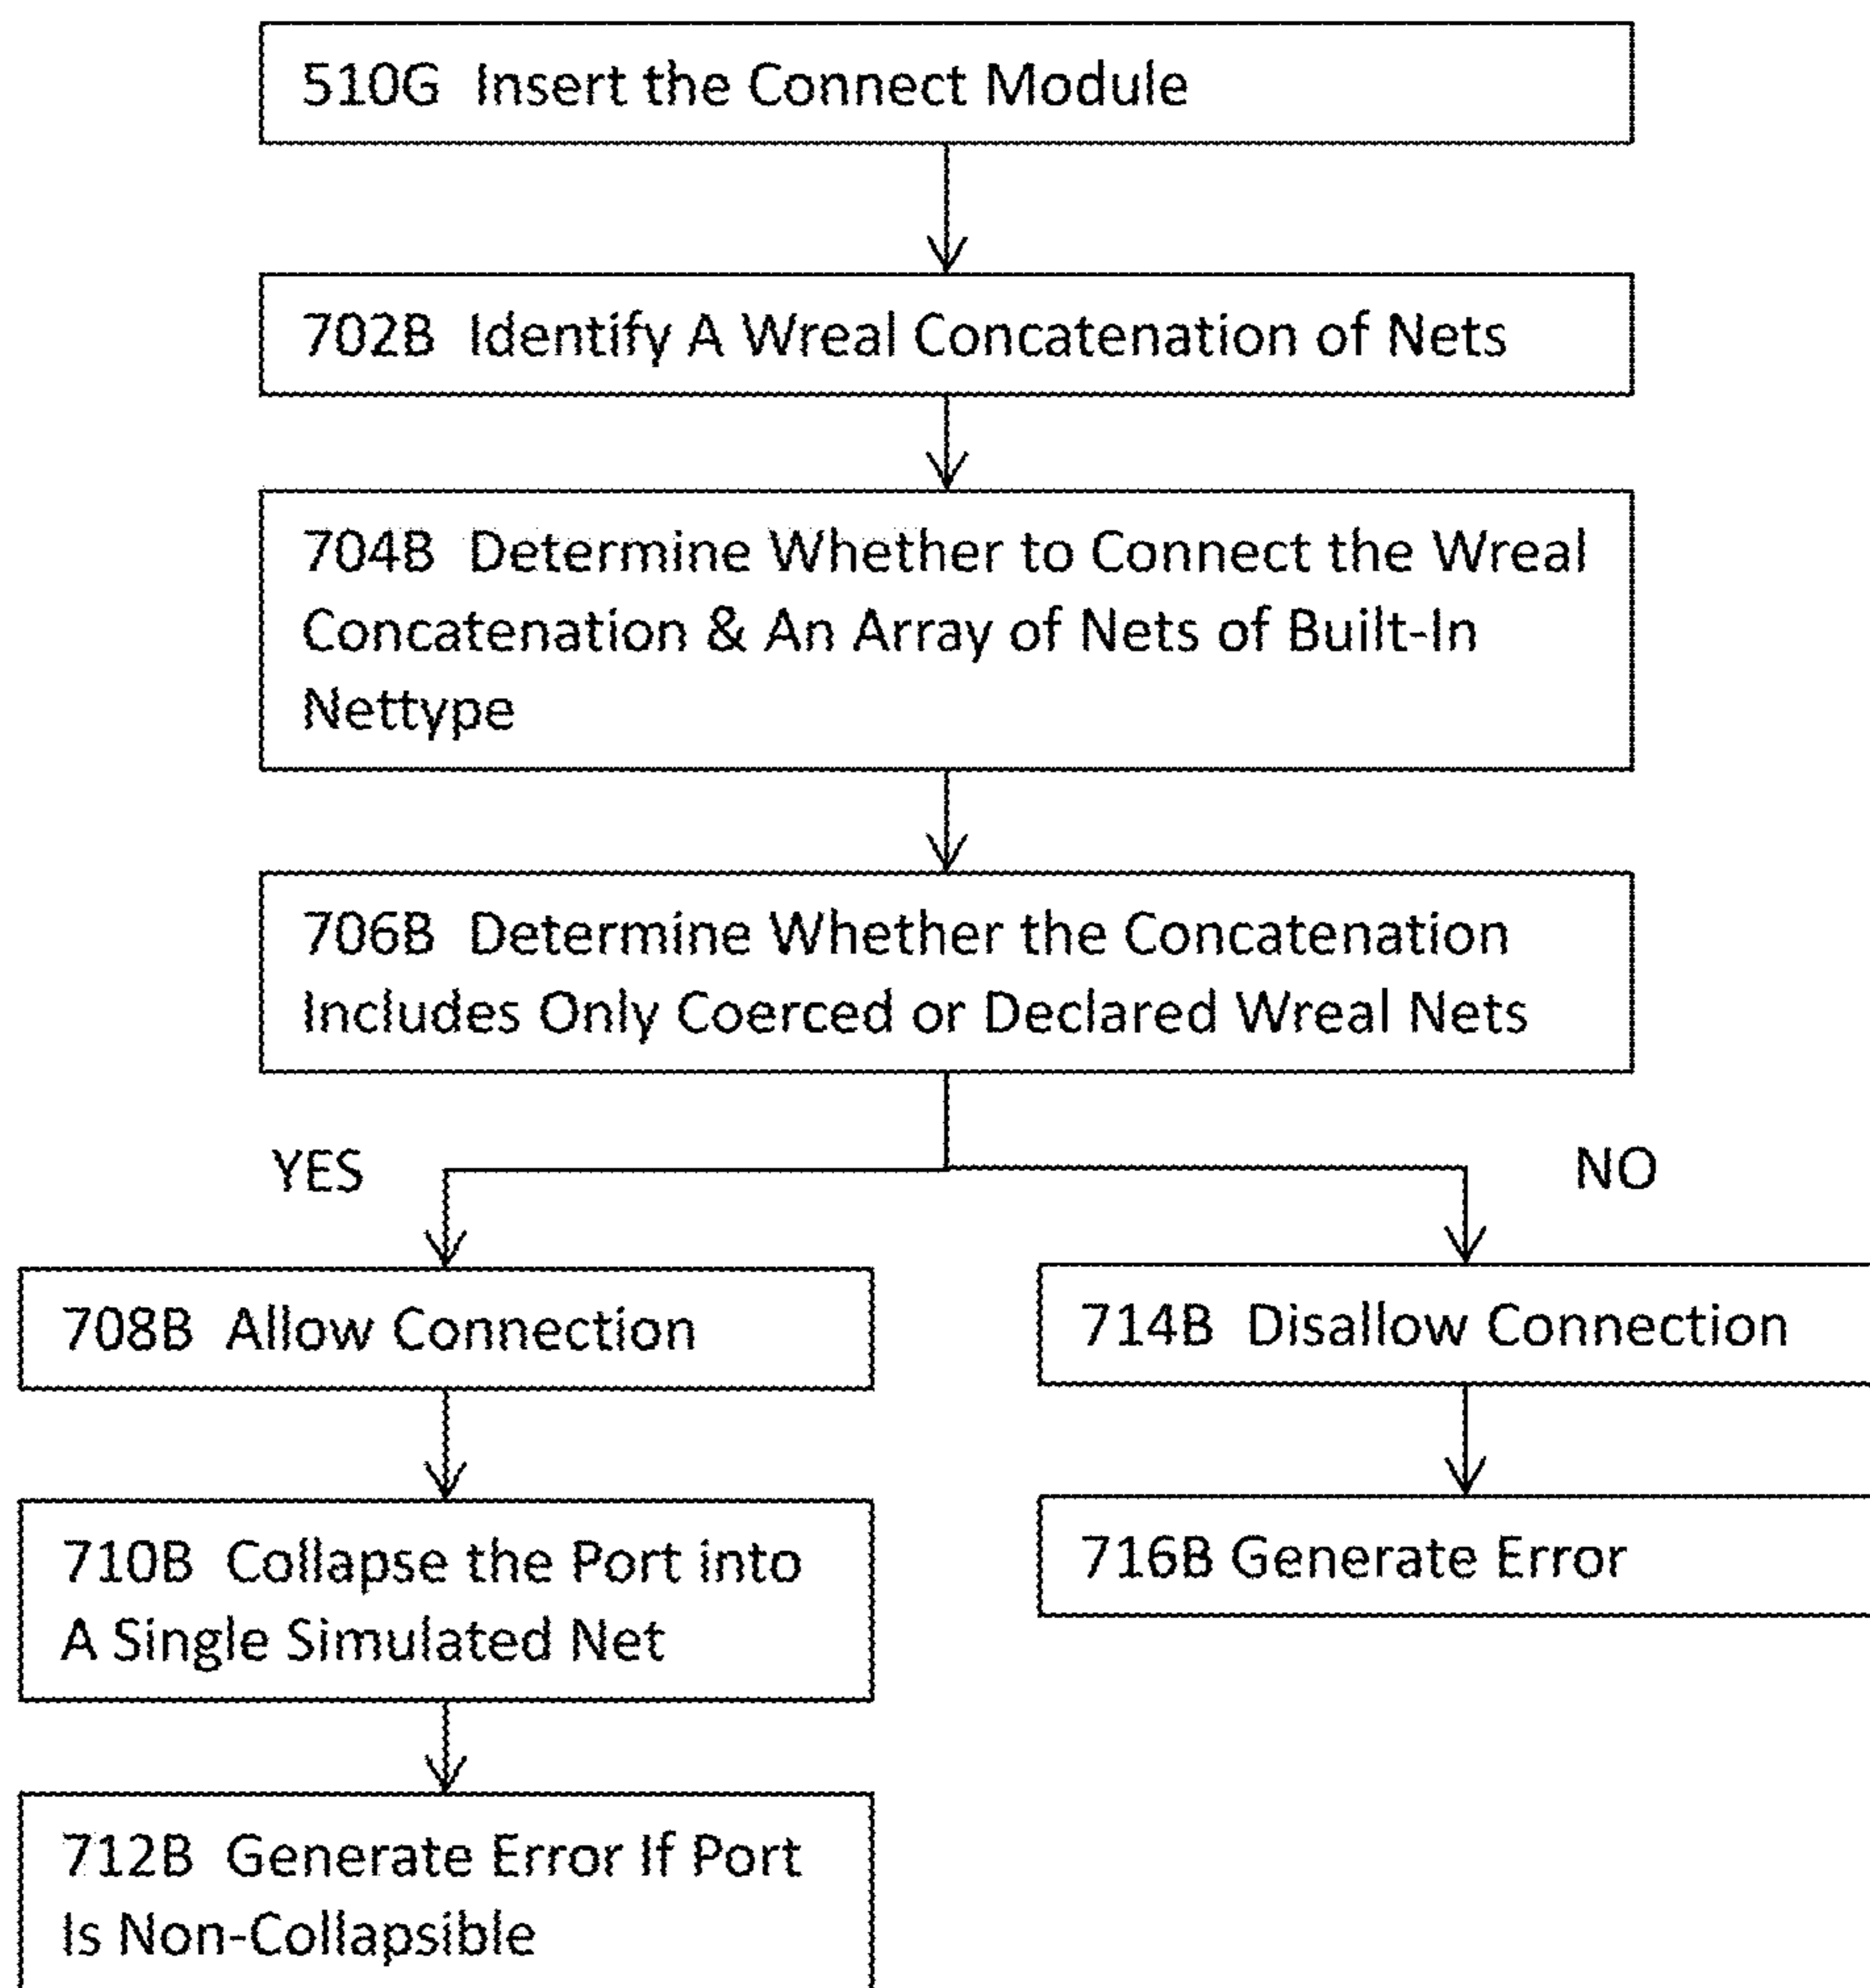 510G Insert the Connect Module
702B Identify A Wreal Concatenation of Nets
704B Determine Whether to Connect the Wreal
Concatenation & An Array of Nets of Built-In
Nettype
706B Determine Whether the Concatenation
Includes Only Coerced or Declared Wreal Nets
YES
NO
708B Allow Connection
714B Disallow Connection
710B Collapse the Port into
A Single Simulated Net
716B Generate Error
712B Generate Error If Port
Is Non-Collapsible